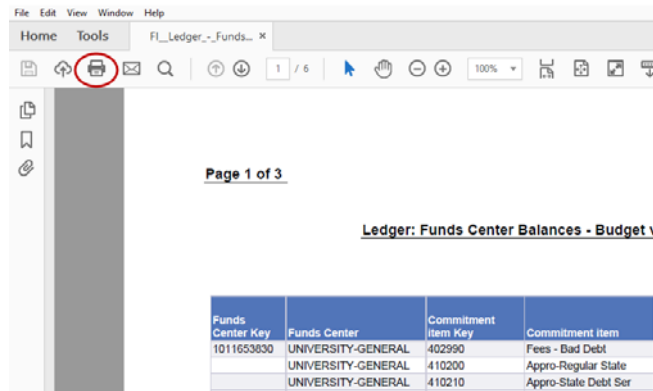 File Edit View Window Help
Home Tools FI__Ledger_-_Funds... ×
1 / 6 100%
Page 1 of 3
Ledger: Funds Center Balances - Budget
Funds Center Key Funds Center Commitment item Key Commitment item
1011653830 UNIVERSITY-GENERAL 402990 Fees - Bad Debt
UNIVERSITY-GENERAL 410200 Appro-Regular State
UNIVERSITY-GENERAL 410210 Appro-State Debt Ser